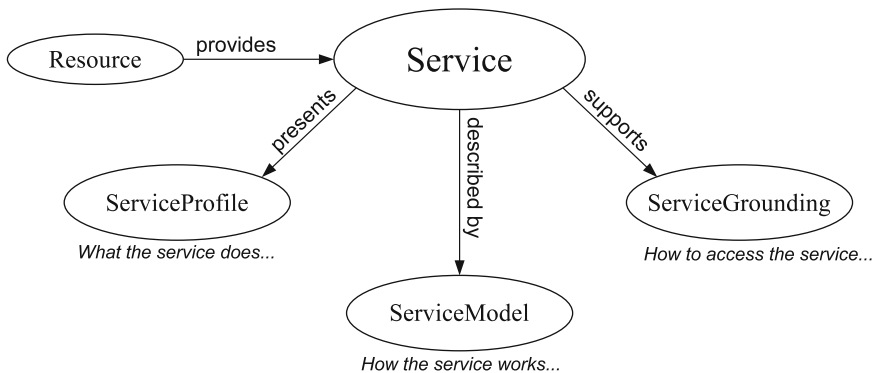 Resource
provides
Service
presents
described by
supports
ServiceProfile
What the service does...
ServiceGrounding
How to access the service...
ServiceModel
How the service works...